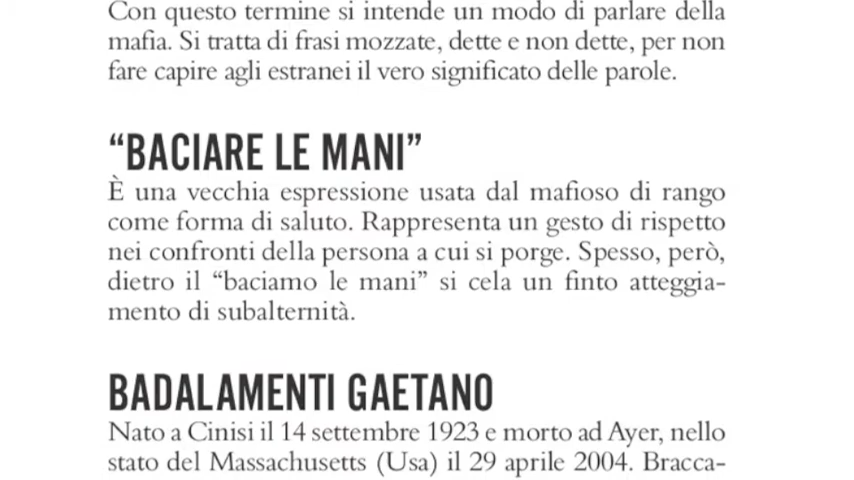 Con questo termine si intende un modo di parlare della
mafia. Si tratta di frasi mozzate, dette e non dette, per non
fare capire agli estranei il vero significato delle parole.
“BACIARE LE MANI”
È una vecchia espressione usata dal mafioso di rango
come forma di saluto. Rappresenta un gesto di rispetto
nei confronti della persona a cui si porge. Spesso, però,
dietro il “baciamo le mani” si cela un finto atteggia-
mento di subalternità.
BADALAMENTI GAETANO
Nato a Cinisi il 14 settembre 1923 e morto ad Ayer, nello
stato del Massachusetts (Usa) il 29 aprile 2004. Bracca-